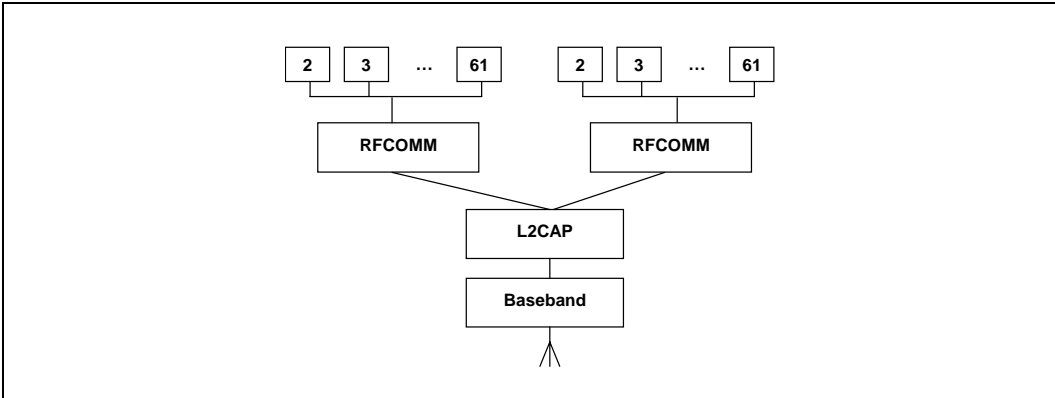 2 3 ... 61 2 3 ... 61
RFCOMM RFCOMM
L2CAP
Baseband